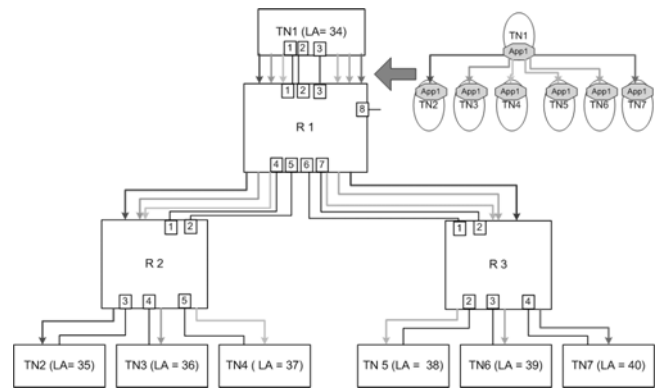 TN1 (LA= 34)
1 2 3
TN1
App1
App1 App1 App1 App1 App1 App1
TN2 TN3 TN4 TN5 TN6 TN7
1 2 3
8
R 1
4 5 6 7
1 2
1 2
R 2
R 3
3 4 5
2 3 4
TN2 (LA= 35)
TN3 (LA = 36)
TN4 ( LA = 37)
TN 5 (LA = 38)
TN6 (LA = 39)
TN7 (LA = 40)